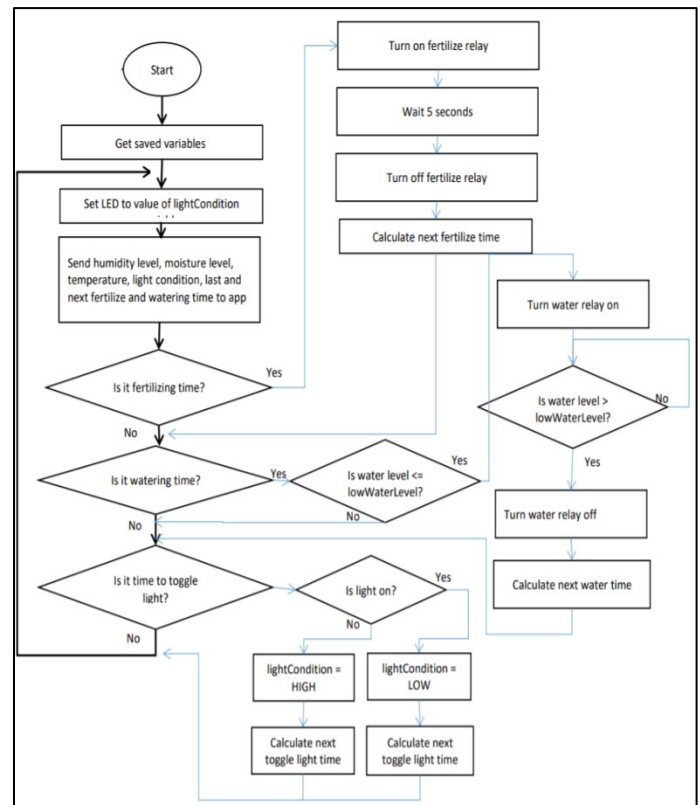 Start
Get saved variables
Set LED to value of lightCondition
Send humidity level, moisture level,
temperature, light condition, last and
next fertilize and watering time to app
Is it fertilizing time?
Yes
No
Turn on fertilize relay
Wait 5 seconds
Turn off fertilize relay
Calculate next fertilize time
Is it watering time?
Yes
No
Is water level <=
lowWaterLevel?
Yes
No
Turn water relay on
Is water level >
lowWaterLevel?
No
Yes
Turn water relay off
Calculate next water time
Is it time to toggle
light?
No
Is light on?
Yes
No
lightCondition =
HIGH
lightCondition =
LOW
Calculate next
toggle light time
Calculate next
toggle light time